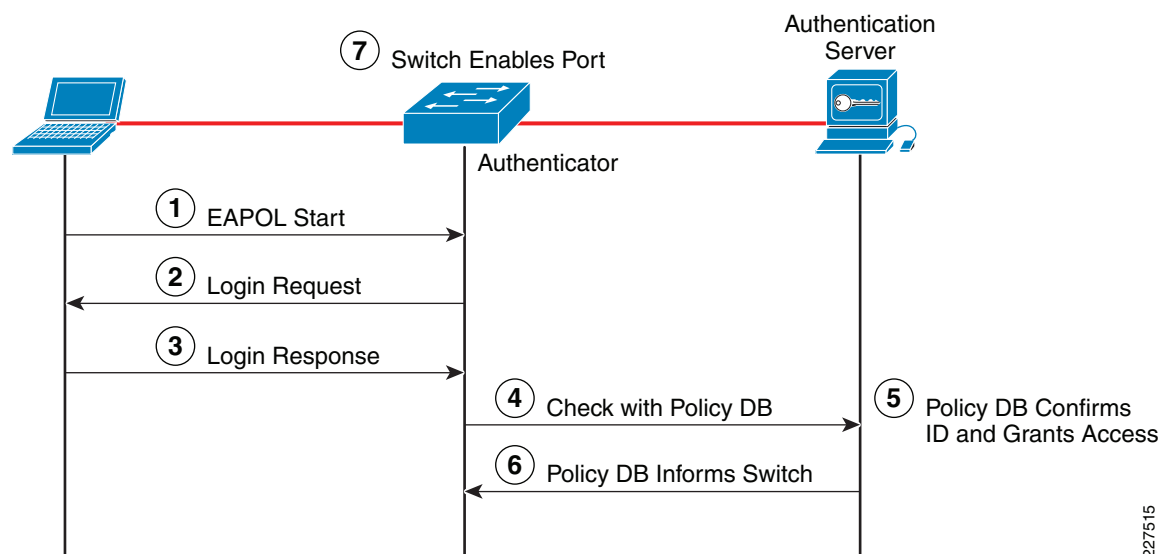 Authentication
Server
7 Switch Enables Port
Authenticator
1 EAPOL Start
2 Login Request
3 Login Response
4 Check with Policy DB
5 Policy DB Confirms
ID and Grants Access
6 Policy DB Informs Switch
227515